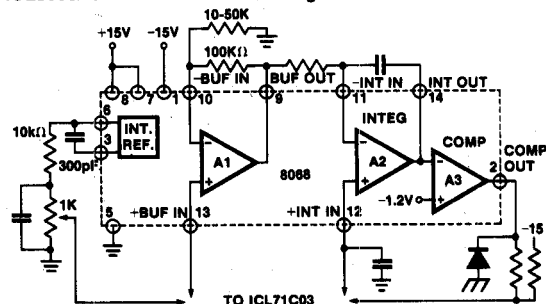 10-50K
+15V
-15V
100KΩ
-BUF IN
BUF OUT
-INT IN
INT OUT
8
7
1
10
9
11
14
6
INT.
REF.
INTEG
COMP
COMP
OUT
10kΩ
3
300pF
A1
A2
A3
2
8068
-1.2V
1K
5
+BUF IN
13
+INT IN
12
-15
TO ICL71C03